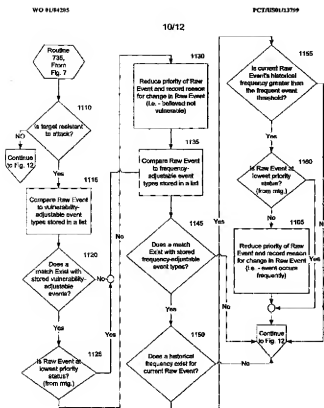 WO 01/84285
PCT/US01/13799
10/12
Routine
735,
From
Fig. 7
1110
Is target resistant
to attack?
NO
Continue
to Fig. 12
Yes
1115
Compare Raw Event
to vulnerability-
adjustable event
types stored in a list
1120
Does a
match Exist with
stored vulnerability-
adjustable
events?
No
Yes
Yes
1125
Is Raw Event at
lowest priority
status?
(from mfg.)
No
1130
Reduce priority of Raw
Event and record reason
for change in Raw Event
(i.e. - believed not
vulnerable)
1135
Compare Raw Event to
frequency-adjustable
event types stored in a
list
1145
Does a match
Exist with stored
frequency-adjustable
event types?
No
Yes
1150
Does a historical
frequency exist for
current Raw Event?
No
Yes
1155
Is current Raw
Event's historical
frequency greater than
the frequent event
threshold?
Yes
No
1160
Is Raw Event at
lowest priority
status?
(from mfg.)
No
Yes
1165
Reduce priority of Raw
Event and record reason
for change in Raw Event
(i.e. - event occurs
frequently)
Continue
to Fig. 12